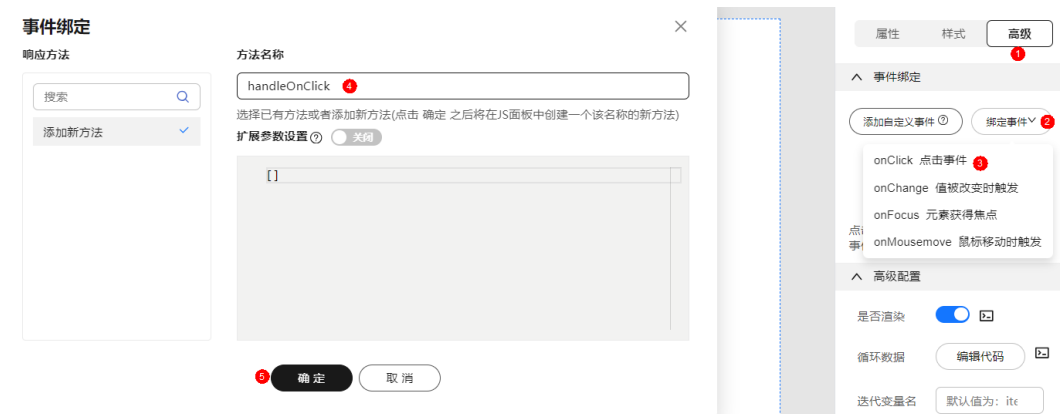 事件绑定
响应方法
搜索
添加新方法
方法名称
handleOnClick 4
选择已有方法或者添加新方法(点击 确定 之后将在JS面板中创建一个该名称的新方法)
扩展参数设置 ? 关闭
[]
5 确定 取消
属性 样式 高级
1
事件绑定
添加自定义事件 ? 绑定事件 2
onClick 点击事件 3
onChange 值被改变时触发
onFocus 元素获得焦点
onMousemove 鼠标移动时触发
高级配置
是否渲染
循环数据 编辑代码
迭代变量名 默认值为: ite